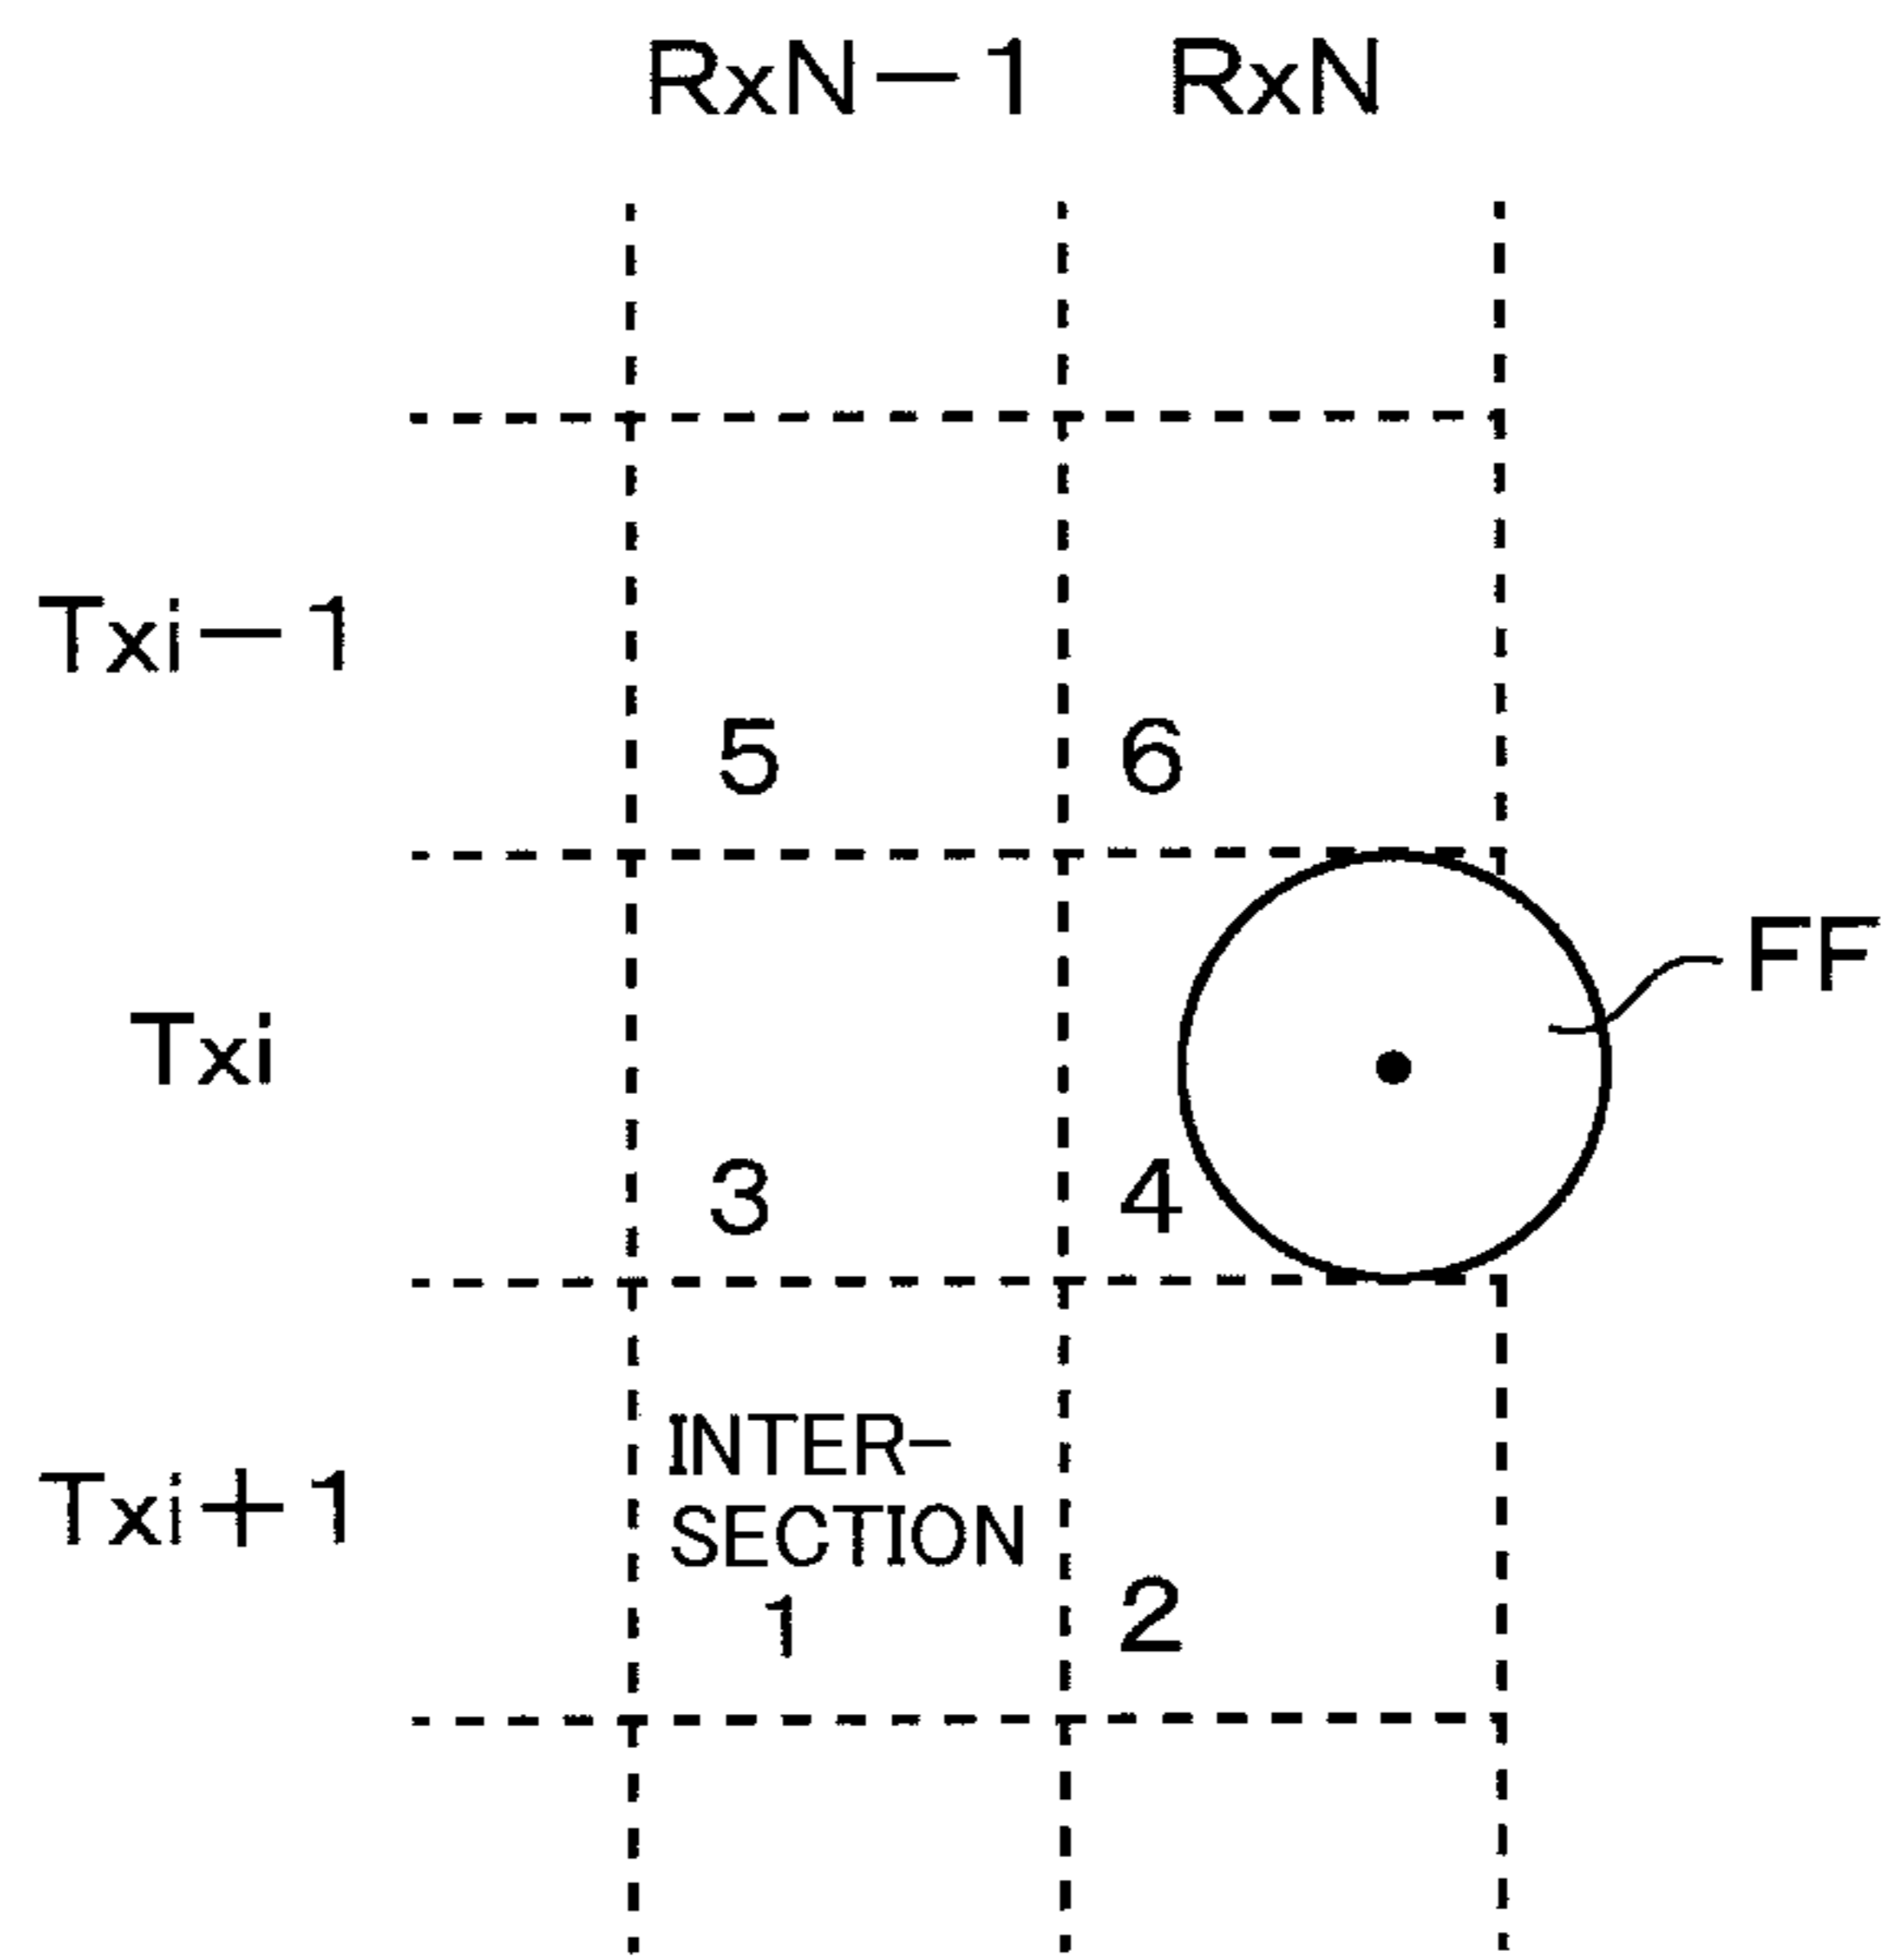 RxN-1 RxN
Txi-1
5 6
FF
Txi
3 4
Txi+1
INTER-
SECTION
1
2